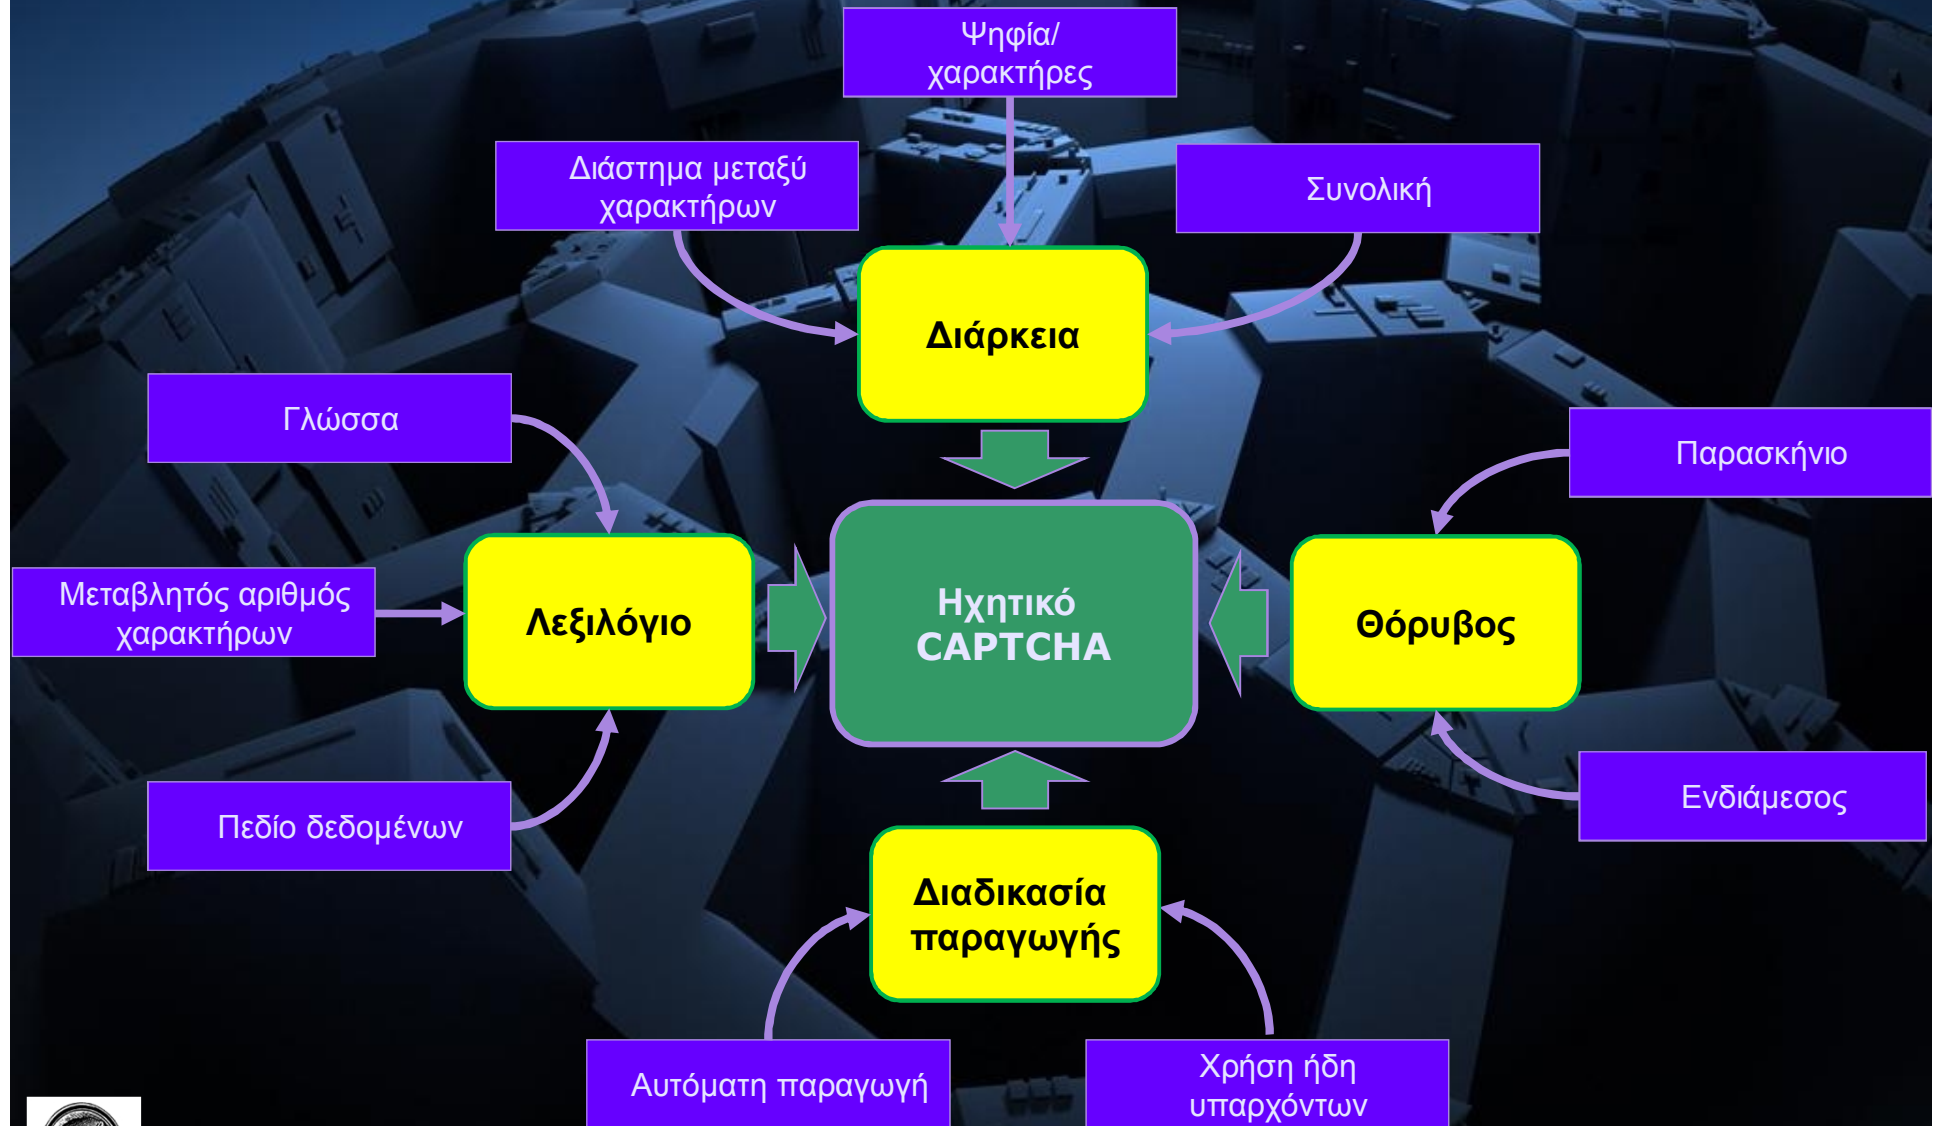 Ψηφία/
χαρακτήρες
Διάστημα μεταξύ
χαρακτήρων
Συνολική
Διάρκεια
Γλώσσα
Παρασκήνιο
Μεταβλητός αριθμός
χαρακτήρων
Λεξιλόγιο
Ηχητικό
CAPTCHA
Θόρυβος
Πεδίο δεδομένων
Ενδιάμεσος
Διαδικασία
παραγωγής
Αυτόματη παραγωγή
Χρήση ήδη
υπαρχόντων